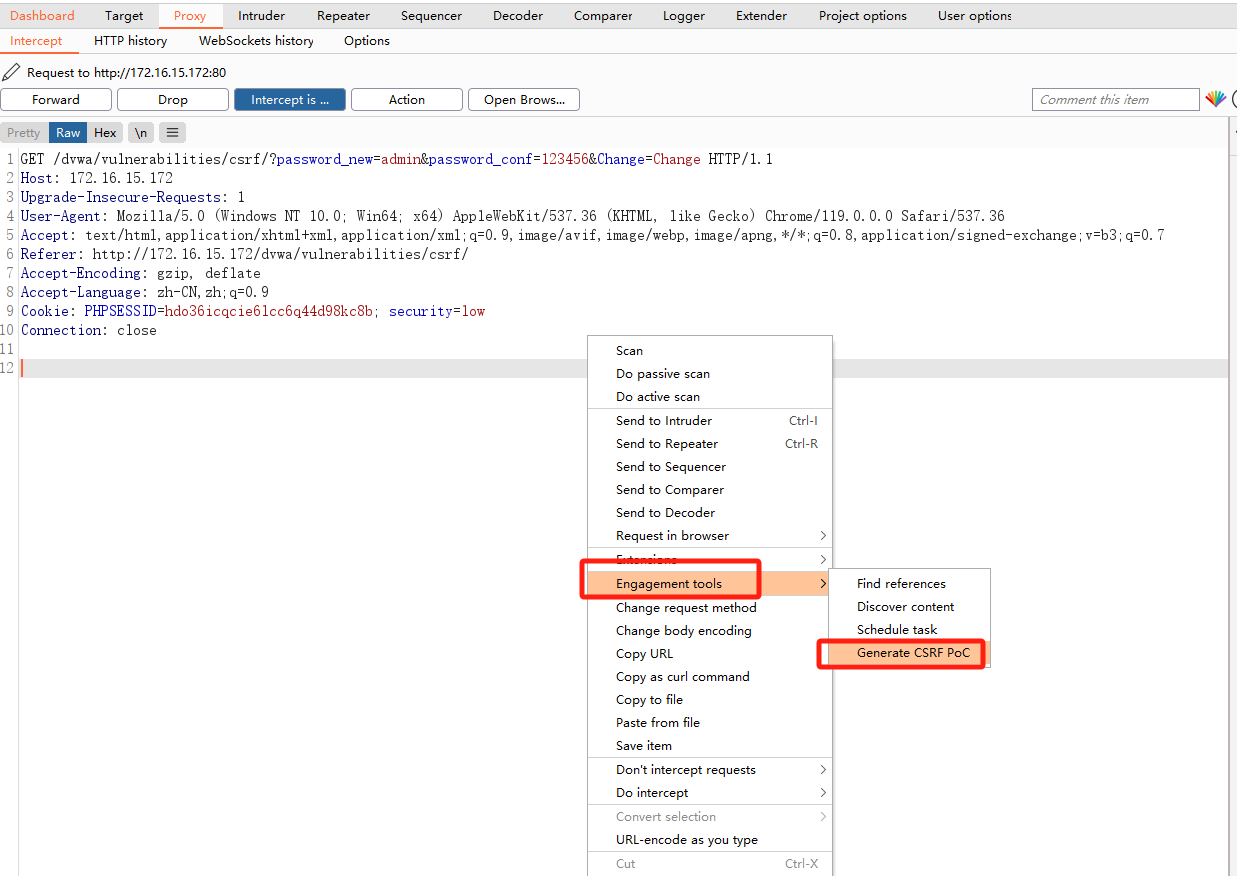 Dashboard Target Proxy Intruder Repeater Sequencer Decoder Comparer Logger Extender Project options User options
Intercept HTTP history WebSockets history Options
Request to http://172.16.15.172:80
Forward Drop Intercept is ... Action Open Brows... Comment this item
Pretty Raw Hex \n
1 GET /dvwa/vulnerabilities/csrf/?password_new=admin&password_conf=123456&Change=Change HTTP/1.1
2 Host: 172.16.15.172
3 Upgrade-Insecure-Requests: 1
4 User-Agent: Mozilla/5.0 (Windows NT 10.0; Win64; x64) AppleWebKit/537.36 (KHTML, like Gecko) Chrome/119.0.0.0 Safari/537.36
5 Accept: text/html,application/xhtml+xml,application/xml;q=0.9,image/avif,image/webp,image/apng,*/*;q=0.8,application/signed-exchange;v=b3;q=0.7
6 Referer: http://172.16.15.172/dvwa/vulnerabilities/csrf/
7 Accept-Encoding: gzip, deflate
8 Accept-Language: zh-CN,zh;q=0.9
9 Cookie: PHPSESSID=hdo36icqcie6lcc6q44d98kc8b; security=low
10 Connection: close
11
12
Scan
Do passive scan
Do active scan
Send to Intruder Ctrl-I
Send to Repeater Ctrl-R
Send to Sequencer
Send to Comparer
Send to Decoder
Request in browser
Extensions
Engagement tools
Change request method
Change body encoding
Copy URL
Copy as curl command
Copy to file
Paste from file
Save item
Don't intercept requests
Do intercept
Convert selection
URL-encode as you type
Cut Ctrl-X
Find references
Discover content
Schedule task
Generate CSRF PoC